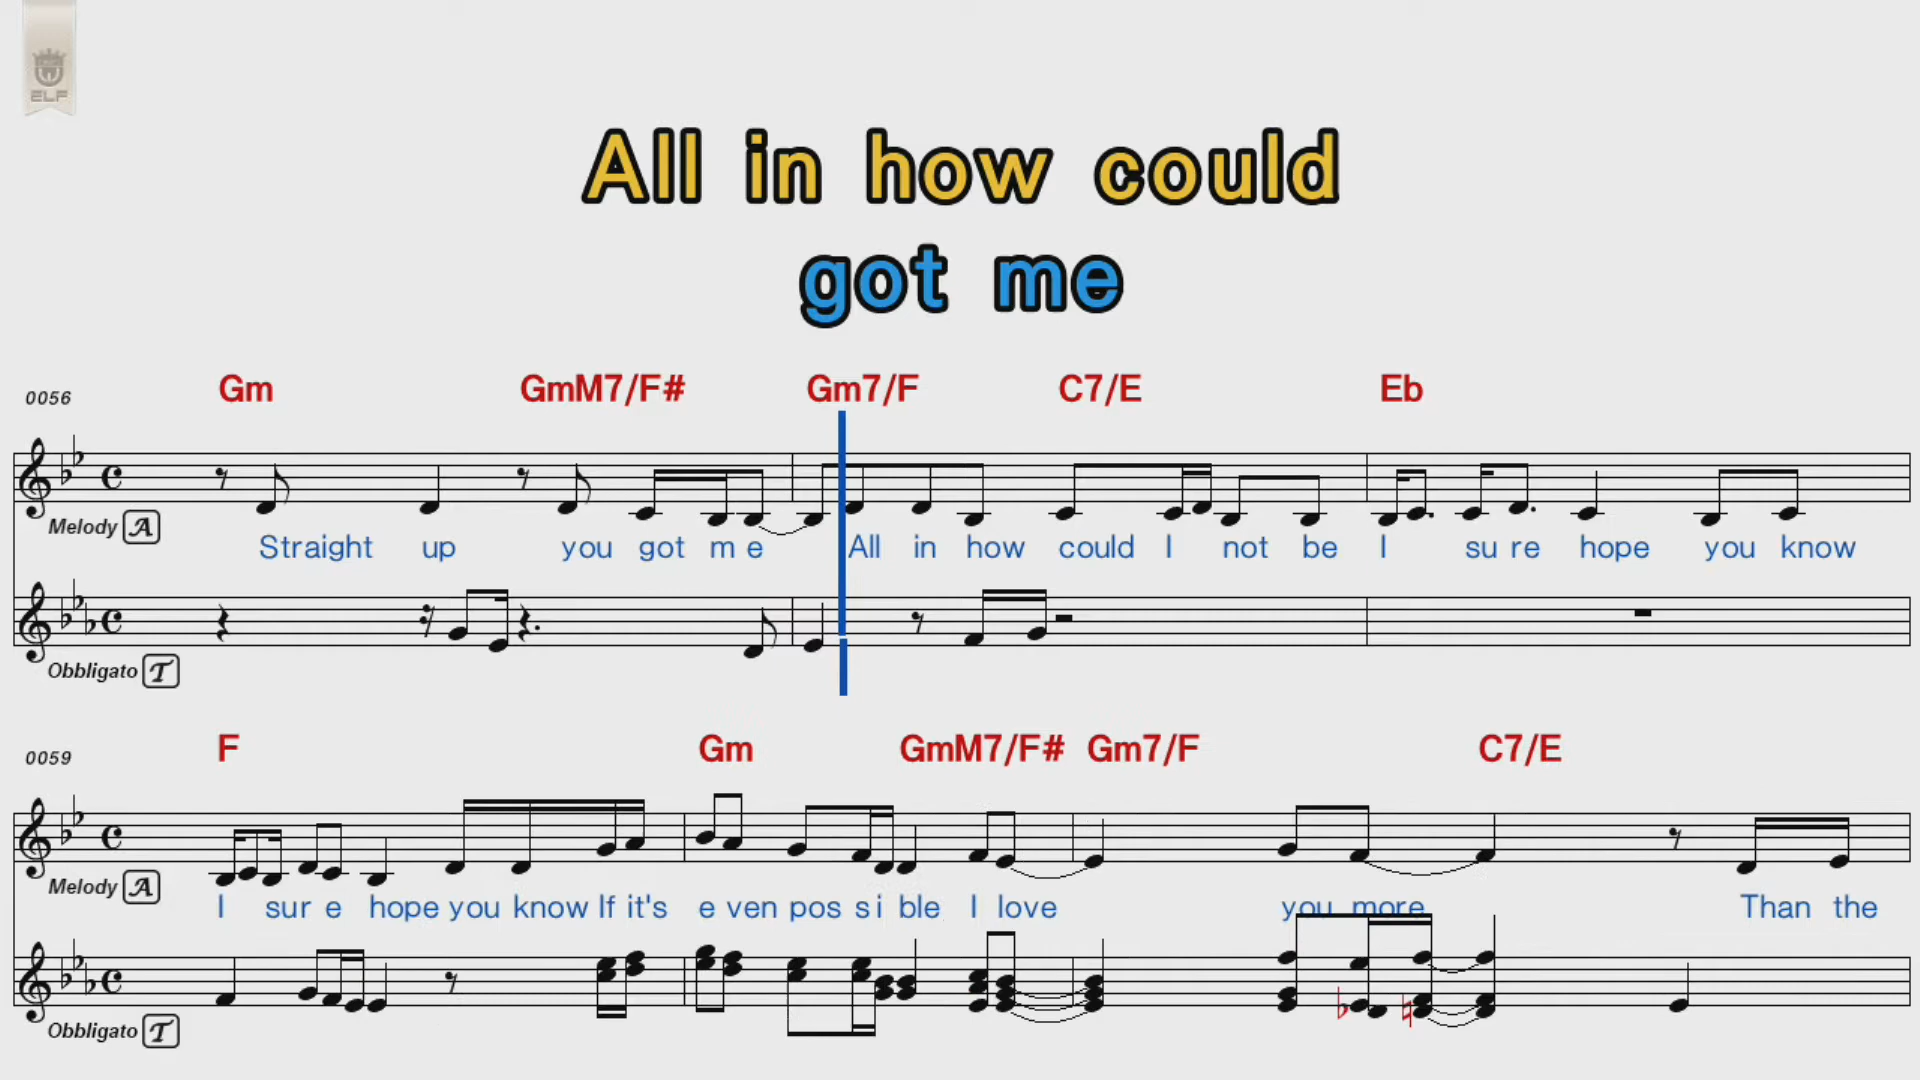 ELF
All in how could
got me
0056 Gm GmM7/F# Gm7/F C7/E Eb
Melody A
Straight up you got m e All in how could I not be I su re hope you know
Obbligato T
0059 F Gm GmM7/F# Gm7/F C7/E
Melody A
I sur e hope you know If it's e ven pos si ble I love you more Than the
Obbligato T